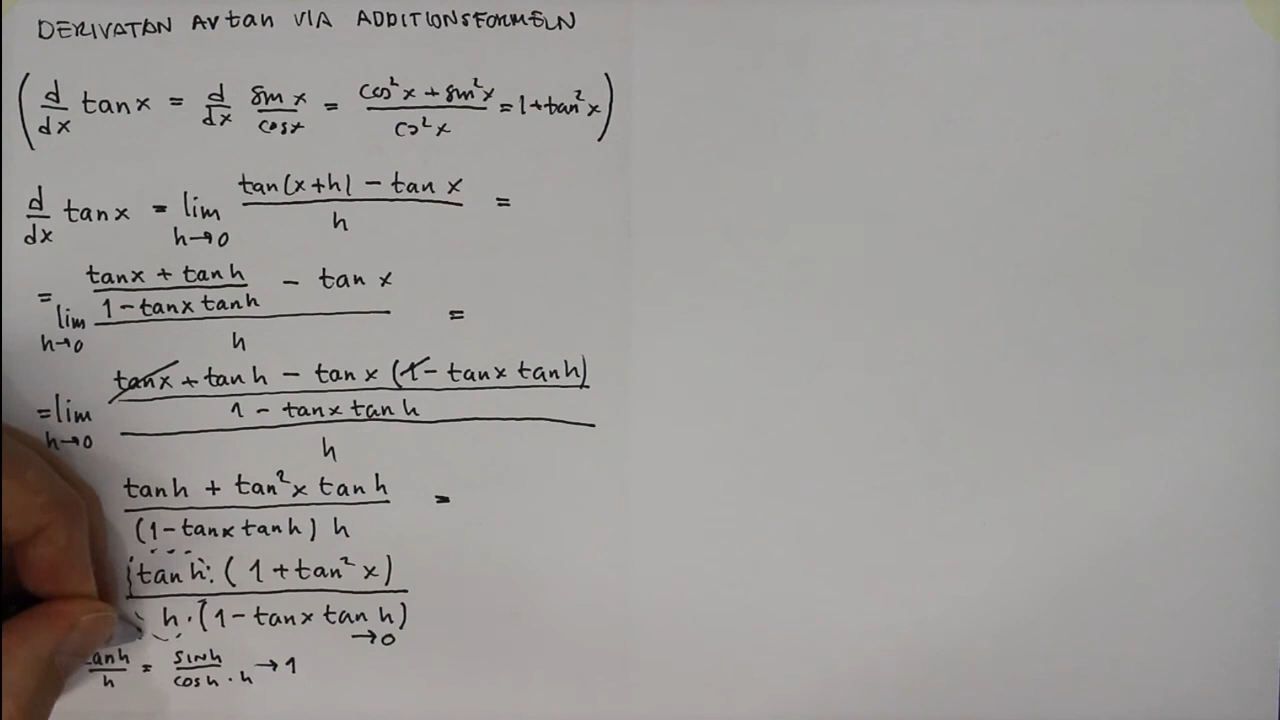 DERIVATAN AV tan VIA ADDITIONSFORMELN
( d/dx tan x = d/dx sin x / cos x = cos²x + sin²x / cos²x = 1 + tan²x )
d/dx tan x = lim h→0 tan(x+h) - tan x / h =
= lim h→0 tan x + tan h / 1 - tan x tan h - tan x / h =
= lim h→0 tan x + tan h - tan x (1 - tan x tan h) / 1 - tan x tan h / h
tan h + tan²x tan h / (1 - tan x tan h) h =
tan h · (1 + tan²x) / h · (1 - tan x tan h) → 0
tan h / h = sin h / cos h · h → 1